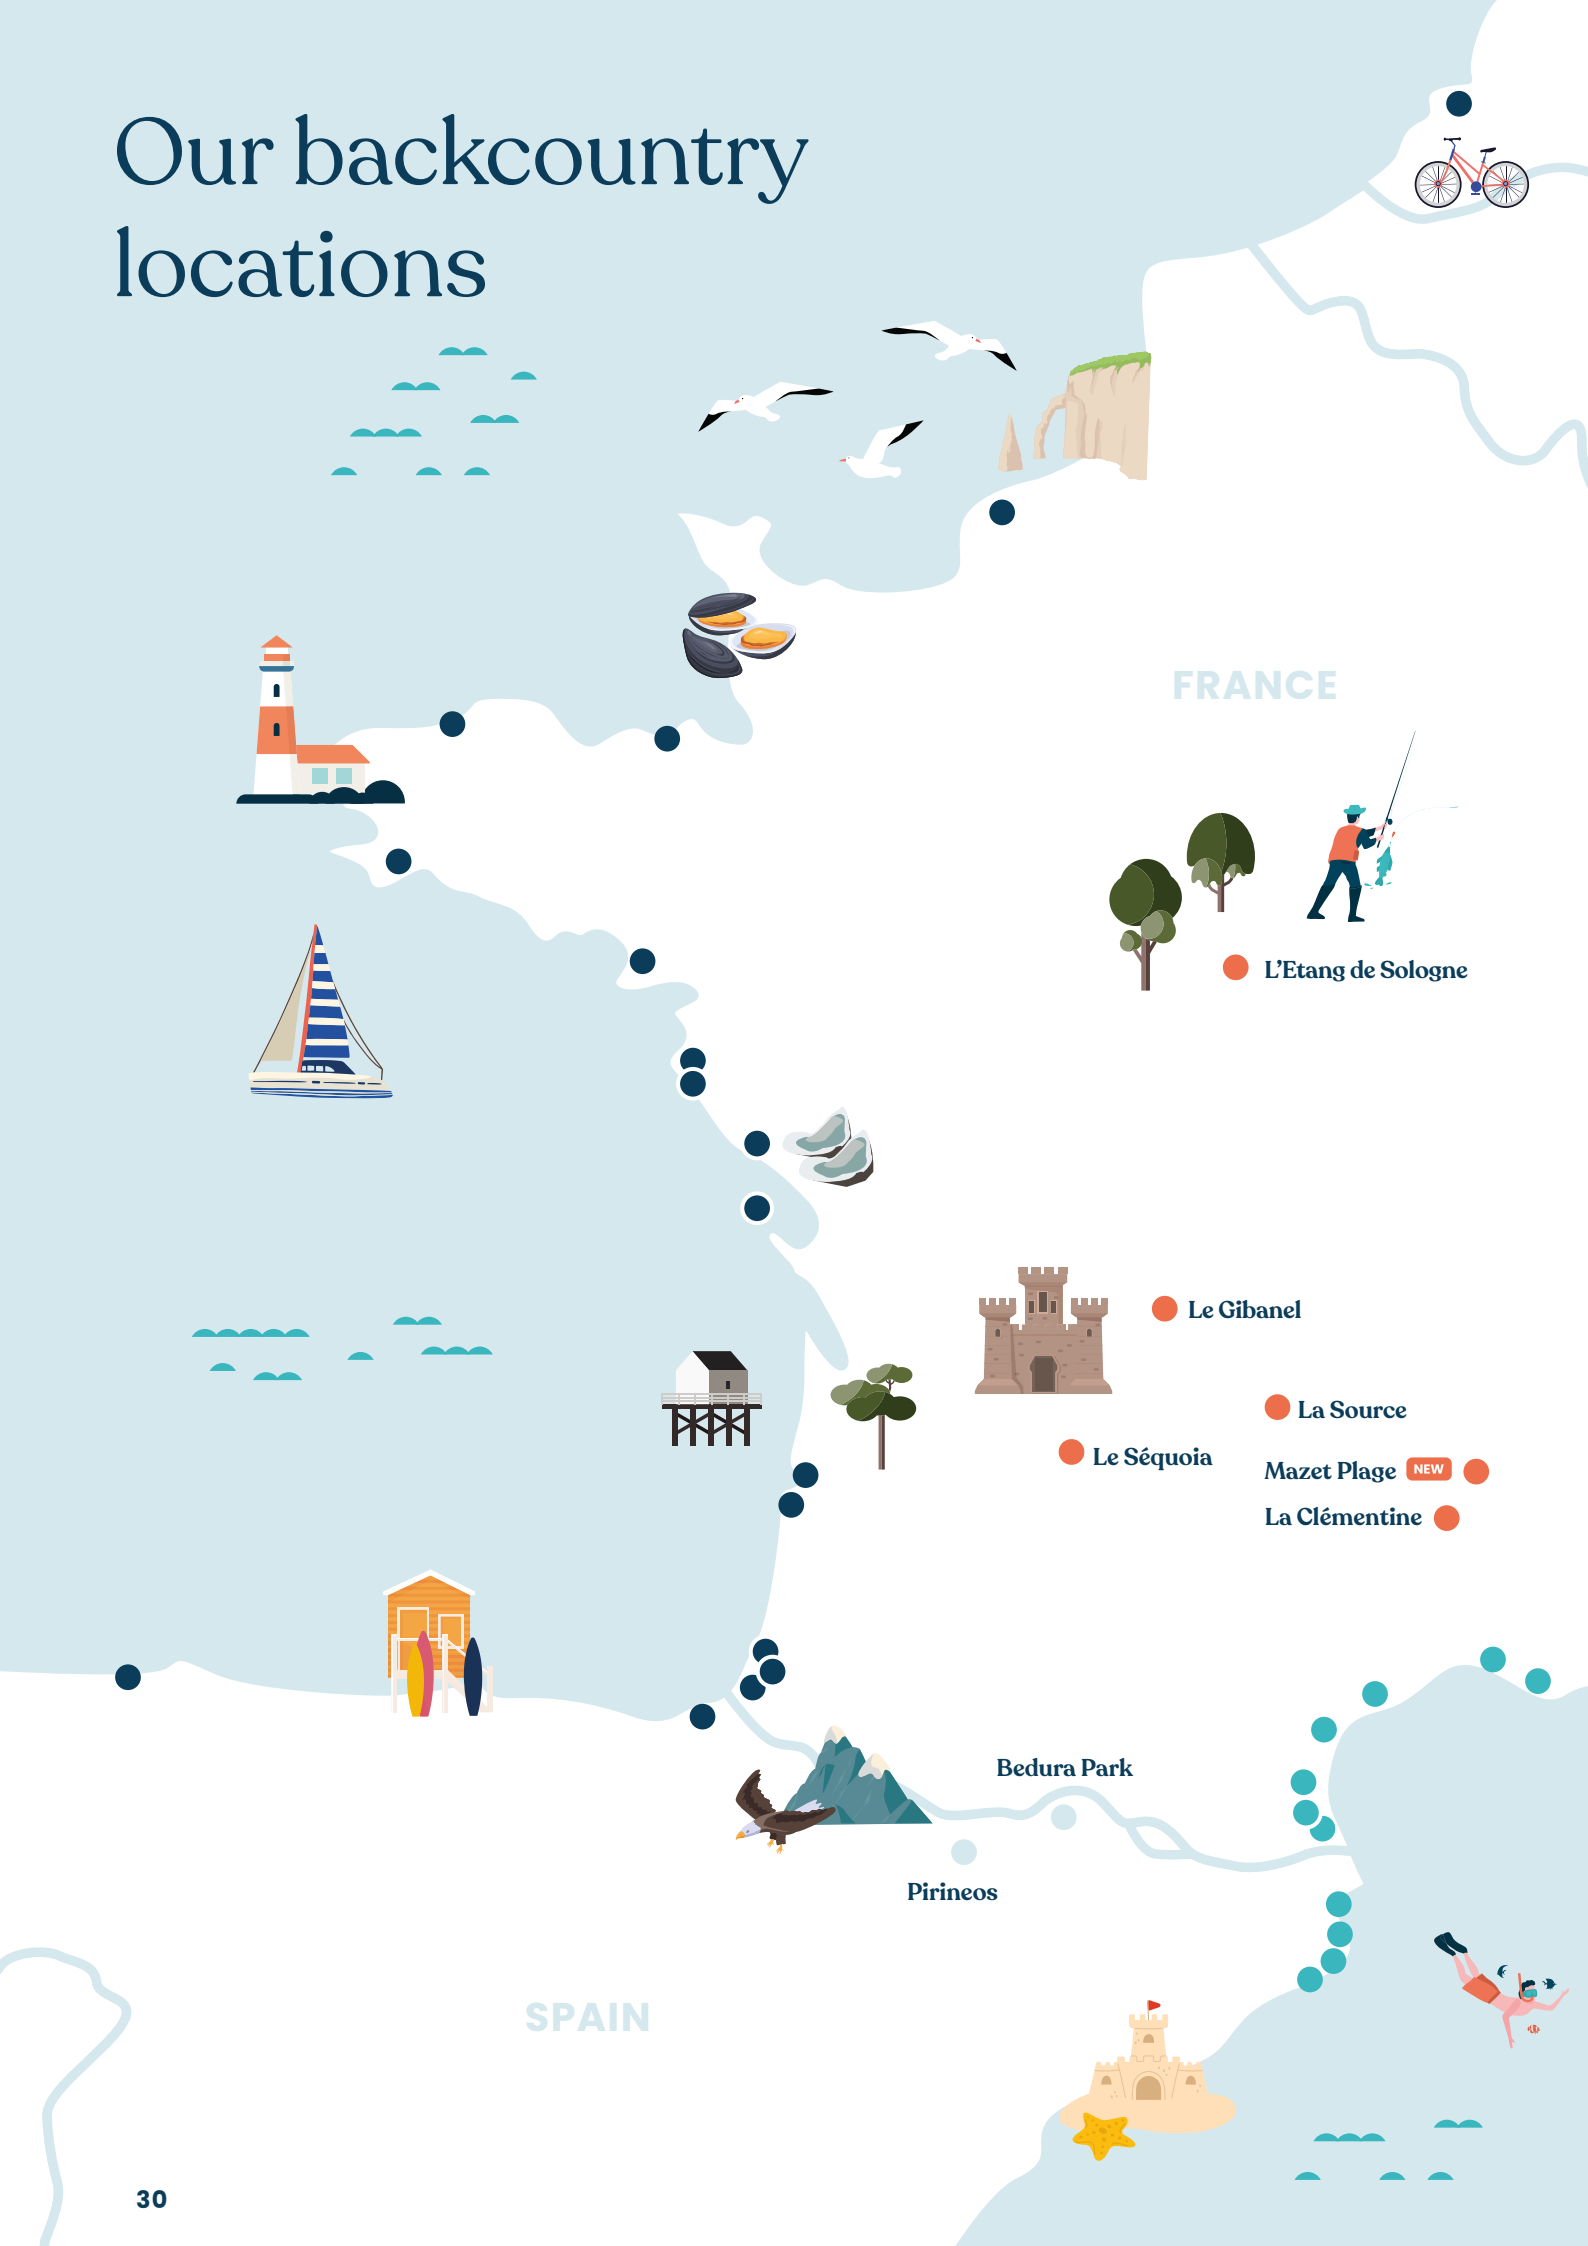 Our backcountry
locations
FRANCE
L’Etang de Sologne
Le Gibanel
La Source
Le Séquoia
Mazet Plage NEW
La Clémentine
Bedura Park
Pirineos
SPAIN
30